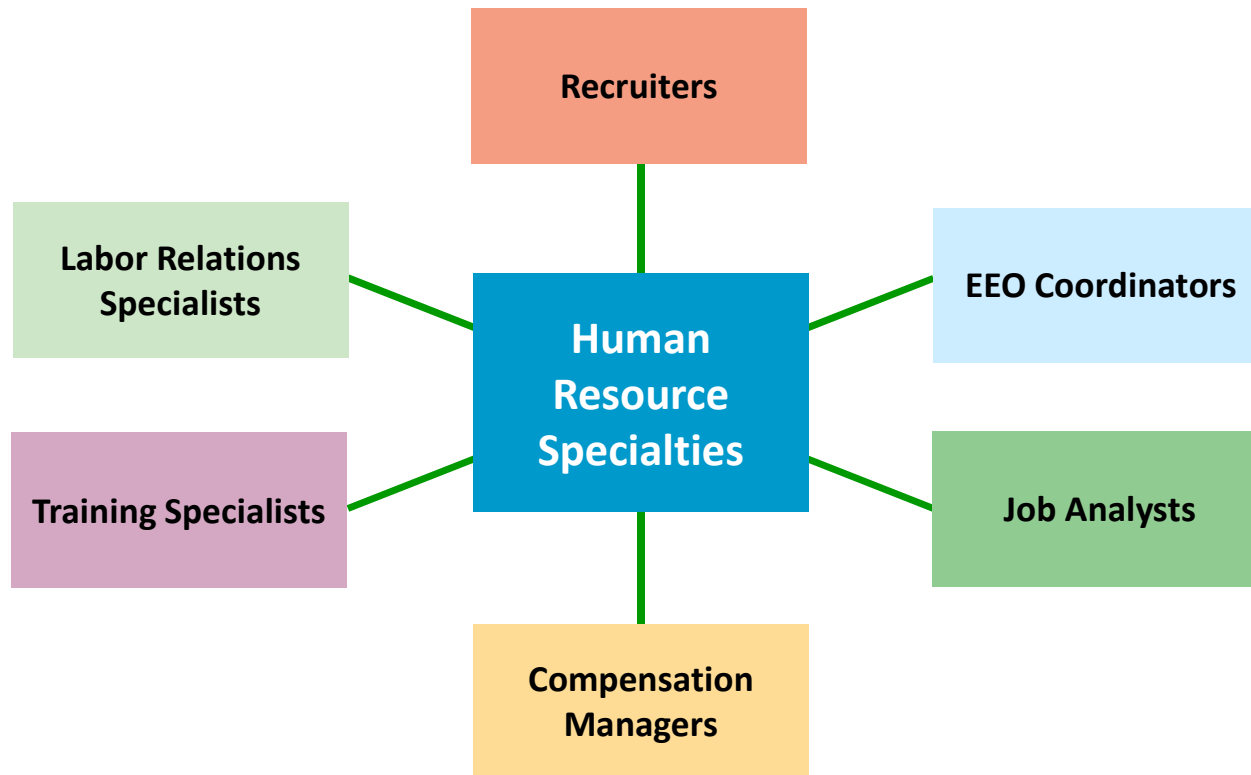 Recruiters
Labor Relations
Specialists
EEO Coordinators
Human
Resource
Specialties
Training Specialists
Job Analysts
Compensation
Managers